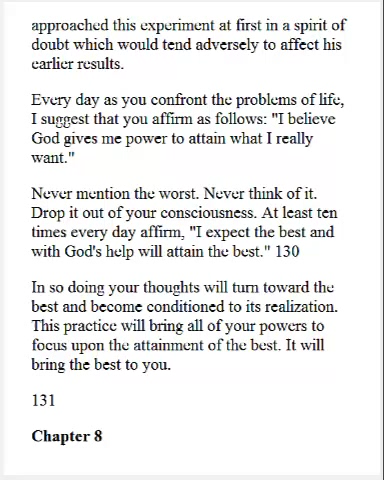 approached this experiment at first in a spirit of
doubt which would tend adversely to affect his
earlier results.
Every day as you confront the problems of life,
I suggest that you affirm as follows: "I believe
God gives me power to attain what I really
want."
Never mention the worst. Never think of it.
Drop it out of your consciousness. At least ten
times every day affirm, "I expect the best and
with God's help will attain the best." 130
In so doing your thoughts will turn toward the
best and become conditioned to its realization.
This practice will bring all of your powers to
focus upon the attainment of the best. It will
bring the best to you.
131
Chapter 8